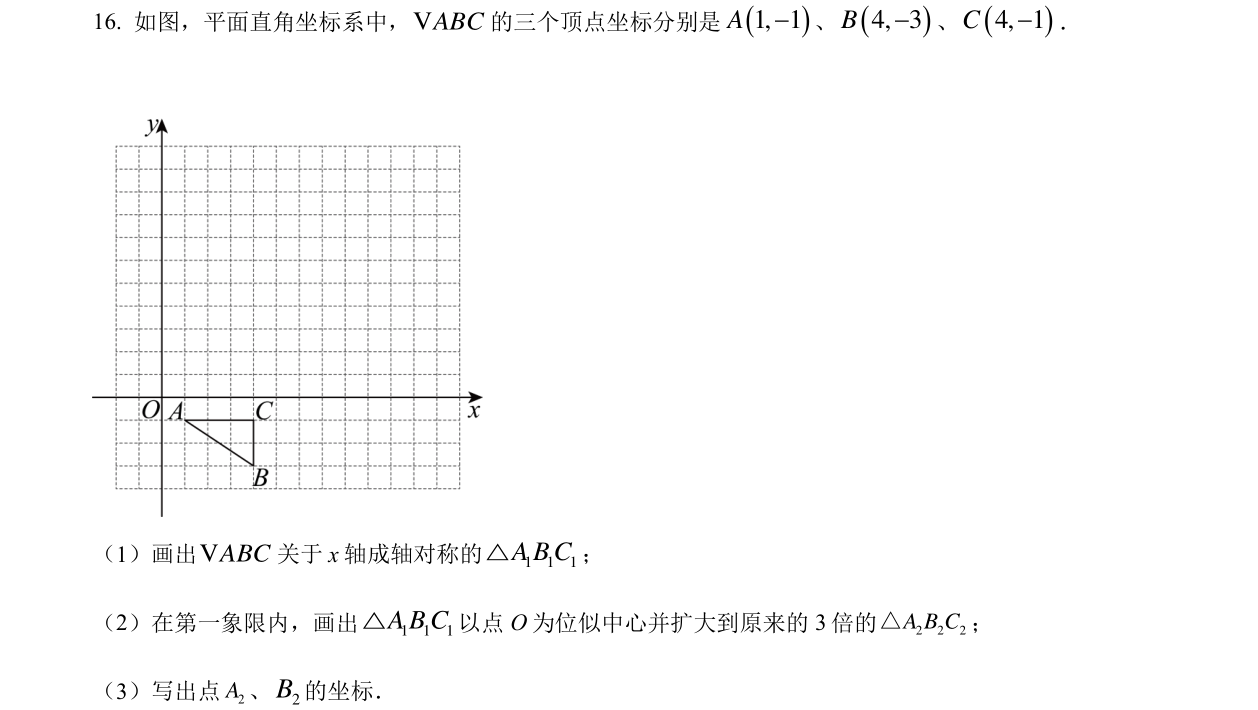 16. 如图，平面直角坐标系中，VABC 的三个顶点坐标分别是 A(1,−1)、B(4,−3)、C(4,−1)．
y
O A C x
B
（1）画出VABC 关于 x 轴成轴对称的△A₁B₁C₁；
（2）在第一象限内，画出△A₁B₁C₁ 以点 O 为位似中心并扩大到原来的 3 倍的△A₂B₂C₂；
（3）写出点 A₂、B₂ 的坐标．